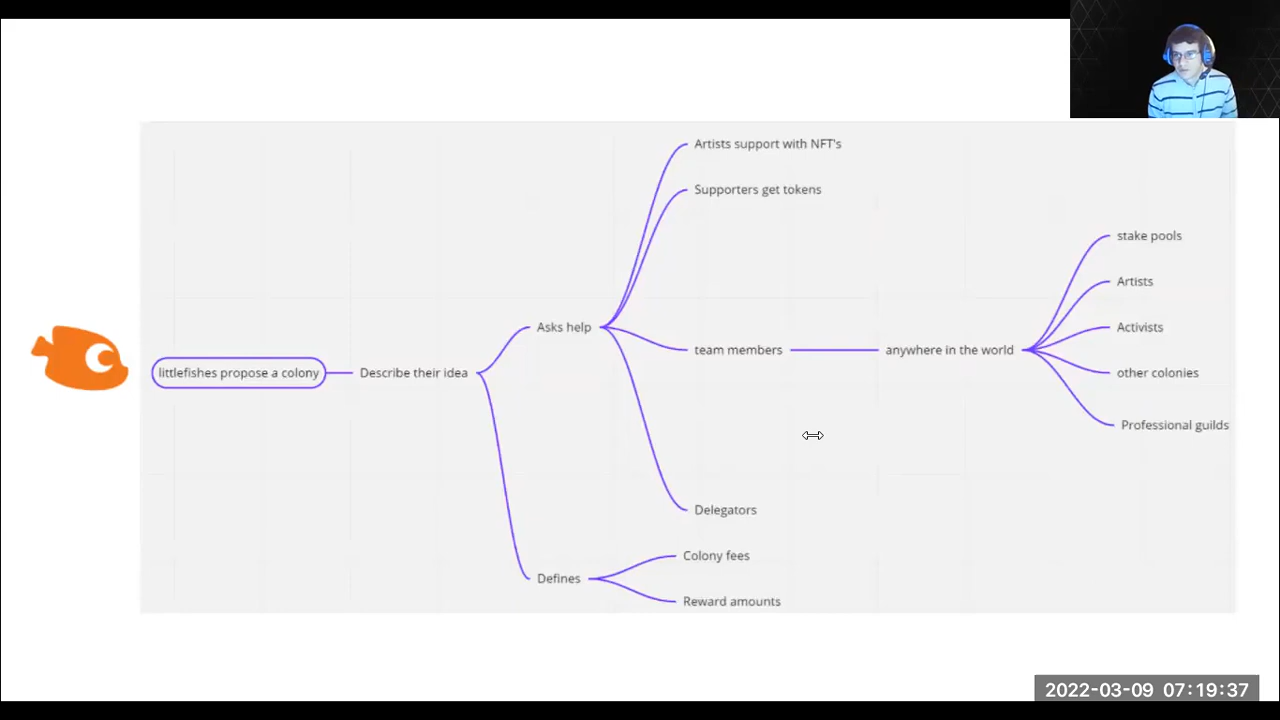 Artists support with NFT's
Supporters get tokens
stake pools
Artists
Asks help
Activists
team members
anywhere in the world
littlefishes propose a colony
Describe their idea
other colonies
Professional guilds
Delegators
Colony fees
Defines
Reward amounts
2022-03-09 07:19:37